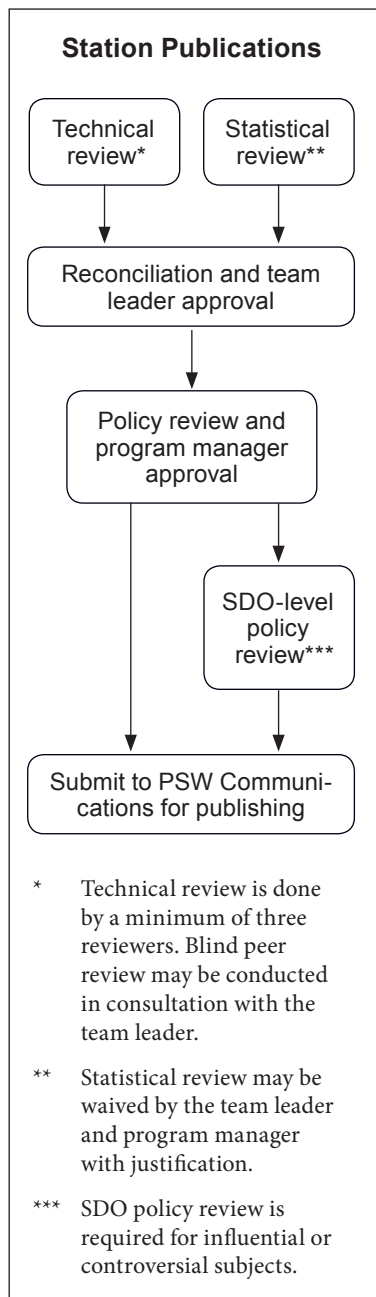 Station Publications
Technical
review*
Statistical
review**
Reconciliation and team
leader approval
Policy review and
program manager
approval
SDO-level
policy
review***
Submit to PSW Communi-
cations for publishing
* Technical review is done
by a minimum of three
reviewers. Blind peer
review may be conducted
in consultation with the
team leader.
** Statistical review may be
waived by the team leader
and program manager
with justification.
*** SDO policy review is
required for influential or
controversial subjects.